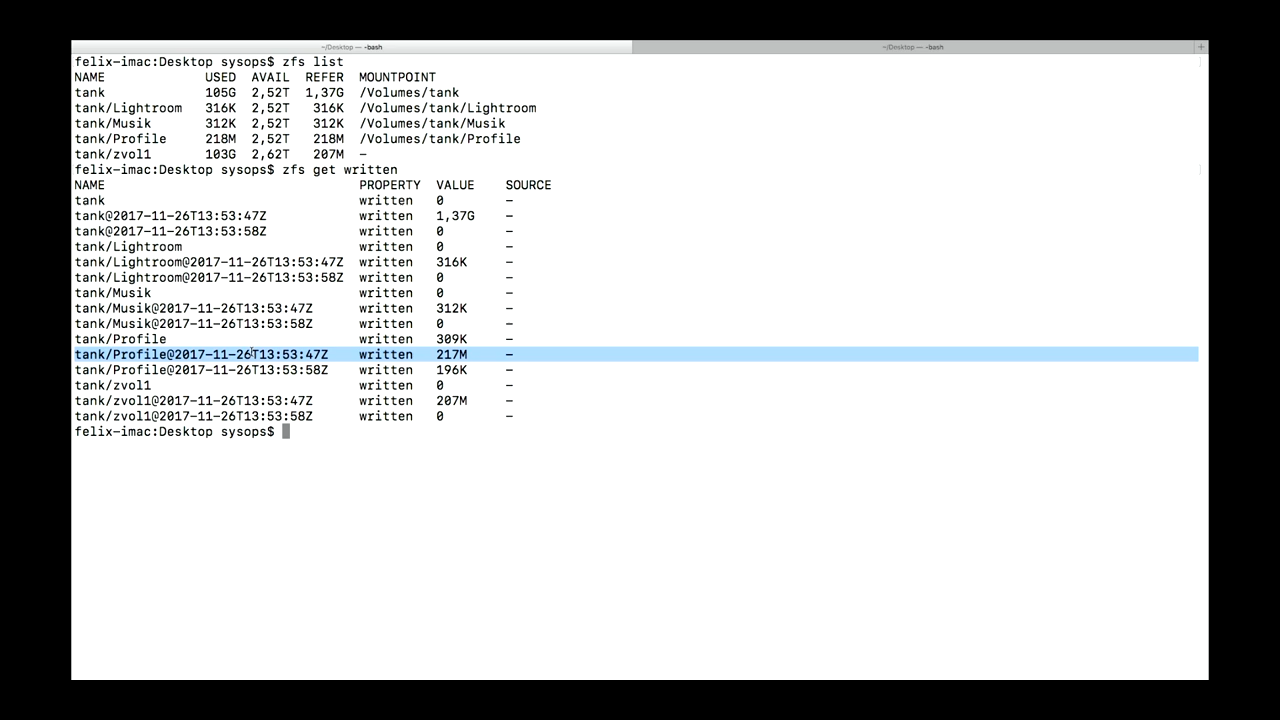 ~/Desktop — -bash ~/Desktop — -bash +
felix-imac:Desktop sysops$ zfs list
NAME USED AVAIL REFER MOUNTPOINT
tank 105G 2,52T 1,37G /Volumes/tank
tank/Lightroom 316K 2,52T 316K /Volumes/tank/Lightroom
tank/Musik 312K 2,52T 312K /Volumes/tank/Musik
tank/Profile 218M 2,52T 218M /Volumes/tank/Profile
tank/zvol1 103G 2,62T 207M –
felix-imac:Desktop sysops$ zfs get written
NAME PROPERTY VALUE SOURCE
tank written 0 –
tank@2017-11-26T13:53:47Z written 1,37G –
tank@2017-11-26T13:53:58Z written 0 –
tank/Lightroom written 0 –
tank/Lightroom@2017-11-26T13:53:47Z written 316K –
tank/Lightroom@2017-11-26T13:53:58Z written 0 –
tank/Musik written 0 –
tank/Musik@2017-11-26T13:53:47Z written 312K –
tank/Musik@2017-11-26T13:53:58Z written 0 –
tank/Profile written 309K –
tank/Profile@2017-11-26T13:53:47Z written 217M –
tank/Profile@2017-11-26T13:53:58Z written 196K –
tank/zvol1 written 0 –
tank/zvol1@2017-11-26T13:53:47Z written 207M –
tank/zvol1@2017-11-26T13:53:58Z written 0 –
felix-imac:Desktop sysops$